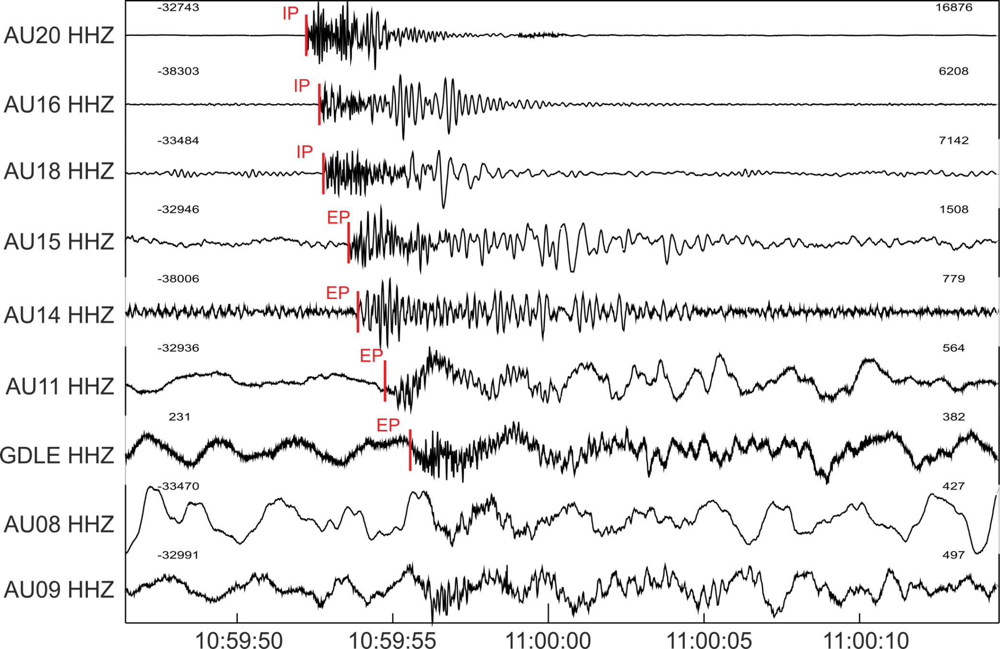 -32743 16876
IP
AU20 HHZ
-38303 6208
IP
AU16 HHZ
-33484 7142
IP
AU18 HHZ
-32946 1508
EP
AU15 HHZ
-38006 779
EP
AU14 HHZ
-32936 564
EP
AU11 HHZ
231 382
EP
GDLE HHZ
-33470 427
AU08 HHZ
-32991 497
AU09 HHZ
10:59:50 10:59:55 11:00:00 11:00:05 11:00:10